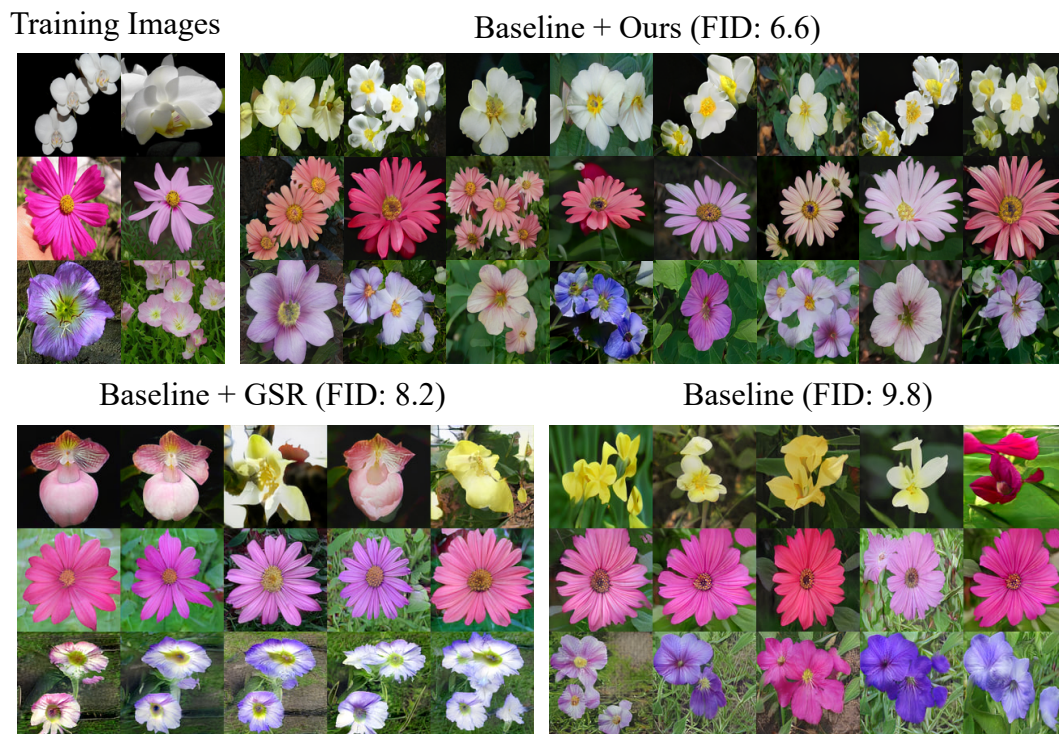 Training Images
Baseline + Ours (FID: 6.6)
Baseline + GSR (FID: 8.2)
Baseline (FID: 9.8)